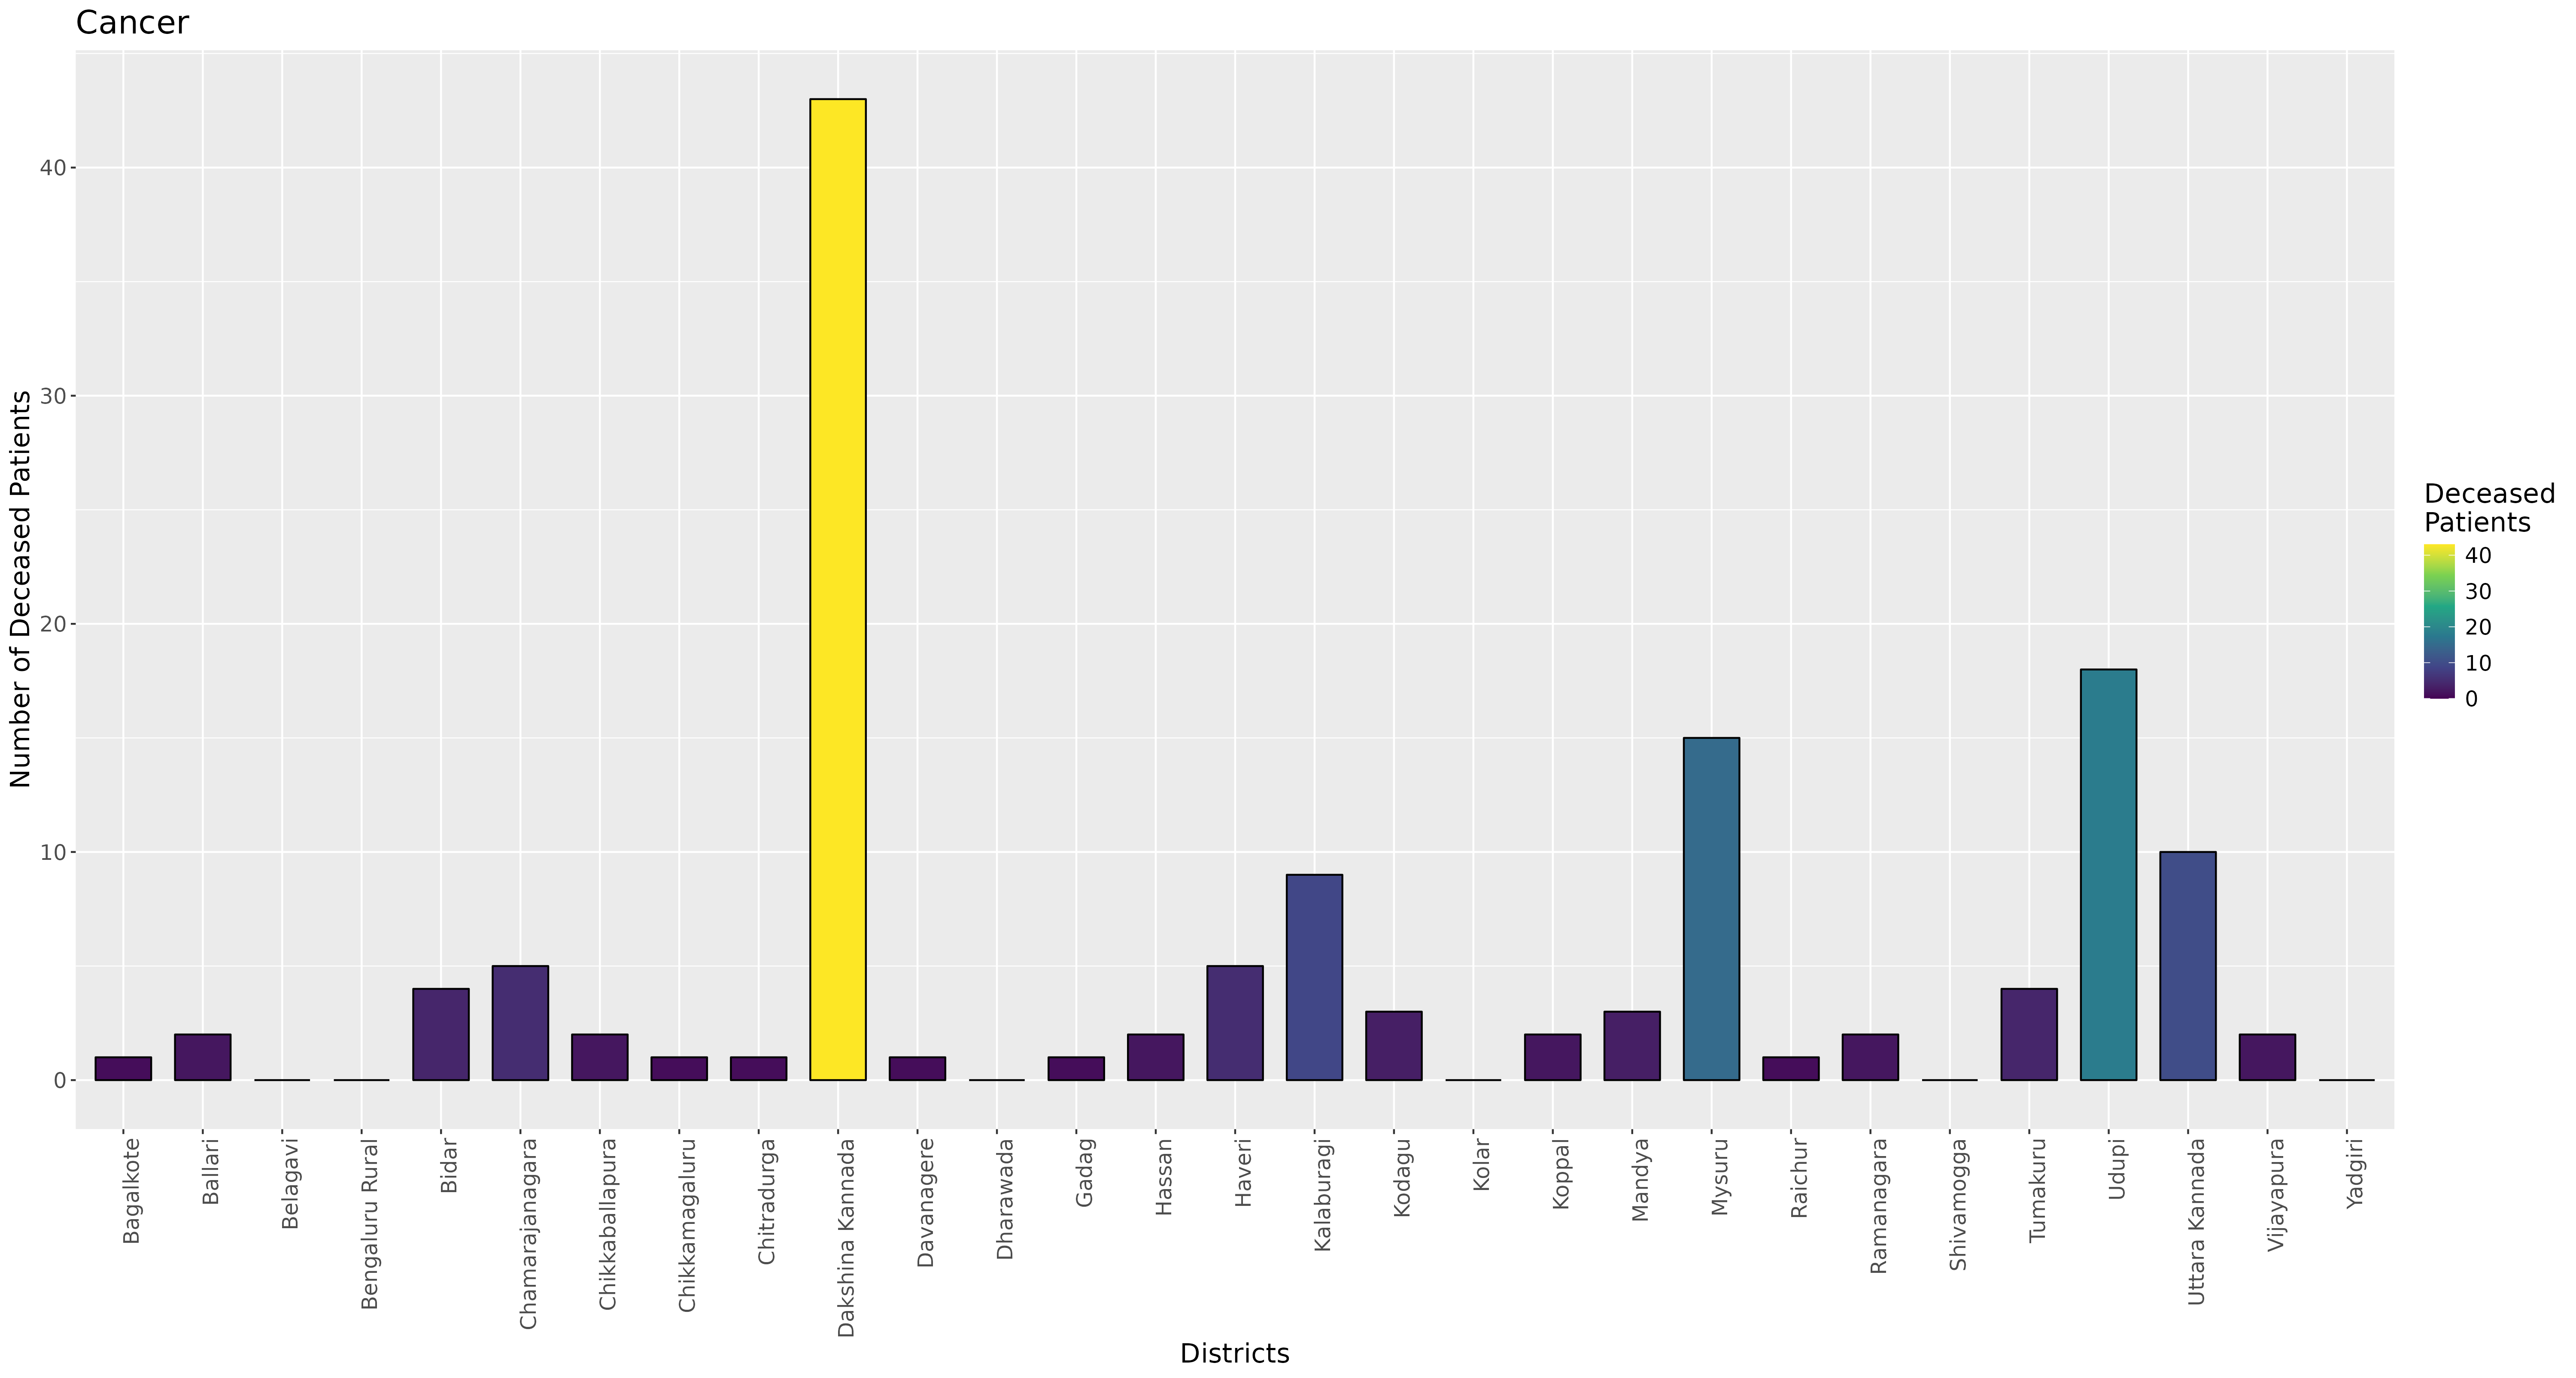 Cancer
Number of Deceased Patients
40
30
20
10
0
Bagalkote
Ballari
Belagavi
Bengaluru Rural
Bidar
Chamarajanagara
Chikkaballapura
Chikkamagaluru
Chitradurga
Dakshina Kannada
Davanagere
Dharawada
Gadag
Hassan
Haveri
Kalaburagi
Kodagu
Kolar
Koppal
Mandya
Mysuru
Raichur
Ramanagara
Shivamogga
Tumakuru
Udupi
Uttara Kannada
Vijayapura
Yadgiri
Districts
Deceased
Patients
40
30
20
10
0